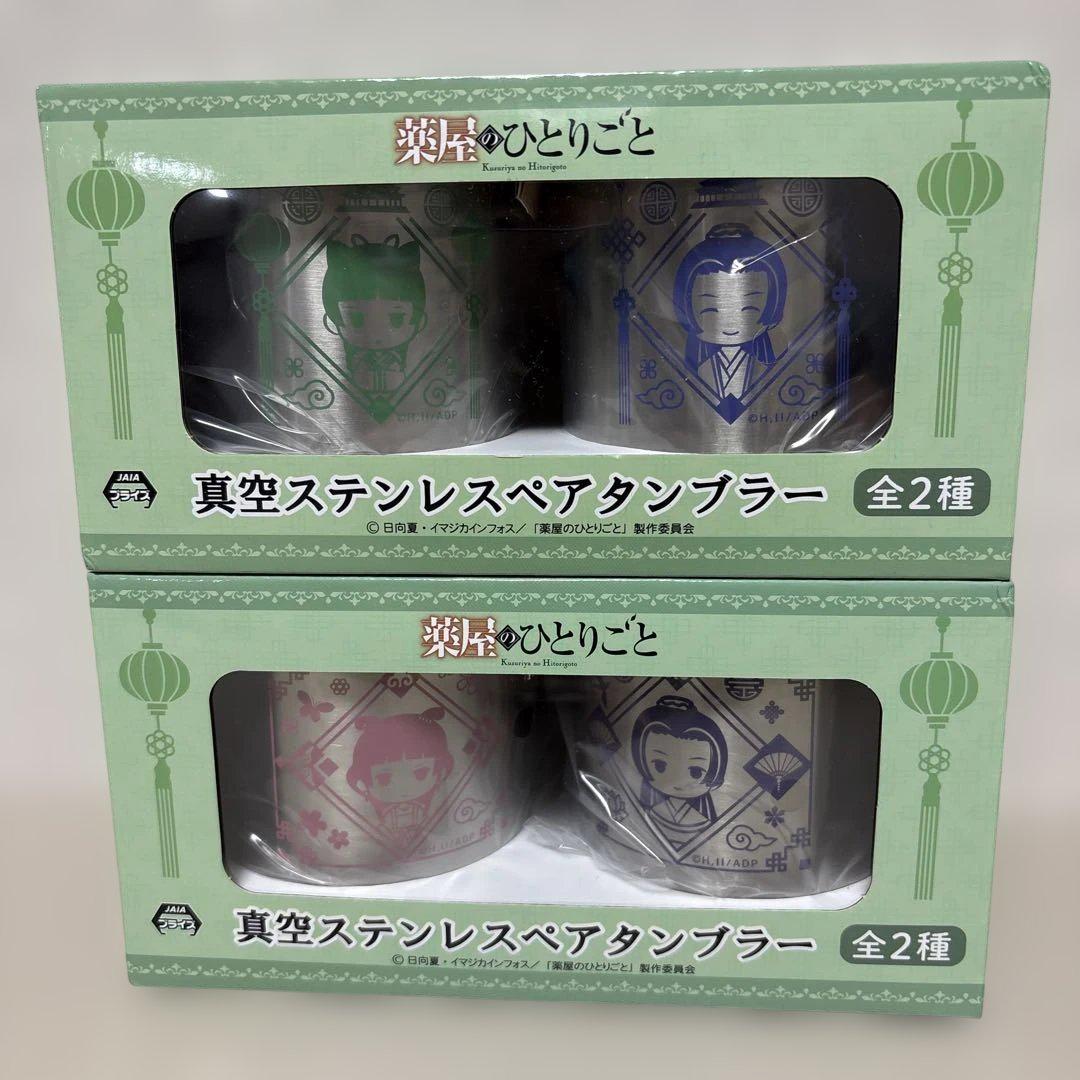 薬屋のひとりごと
Kusuriya no Hitorigoto
©H,II/ADP
©H,II/ADP
JAIA
プライズ
真空ステンレスペアタンブラー
全2種
© 日向夏・イマジカインフォス/「薬屋のひとりごと」製作委員会
薬屋のひとりごと
Kusuriya no Hitorigoto
©H,II/ADP
©H,II/ADP
JAIA
プライズ
真空ステンレスペアタンブラー
全2種
© 日向夏・イマジカインフォス/「薬屋のひとりごと」製作委員会